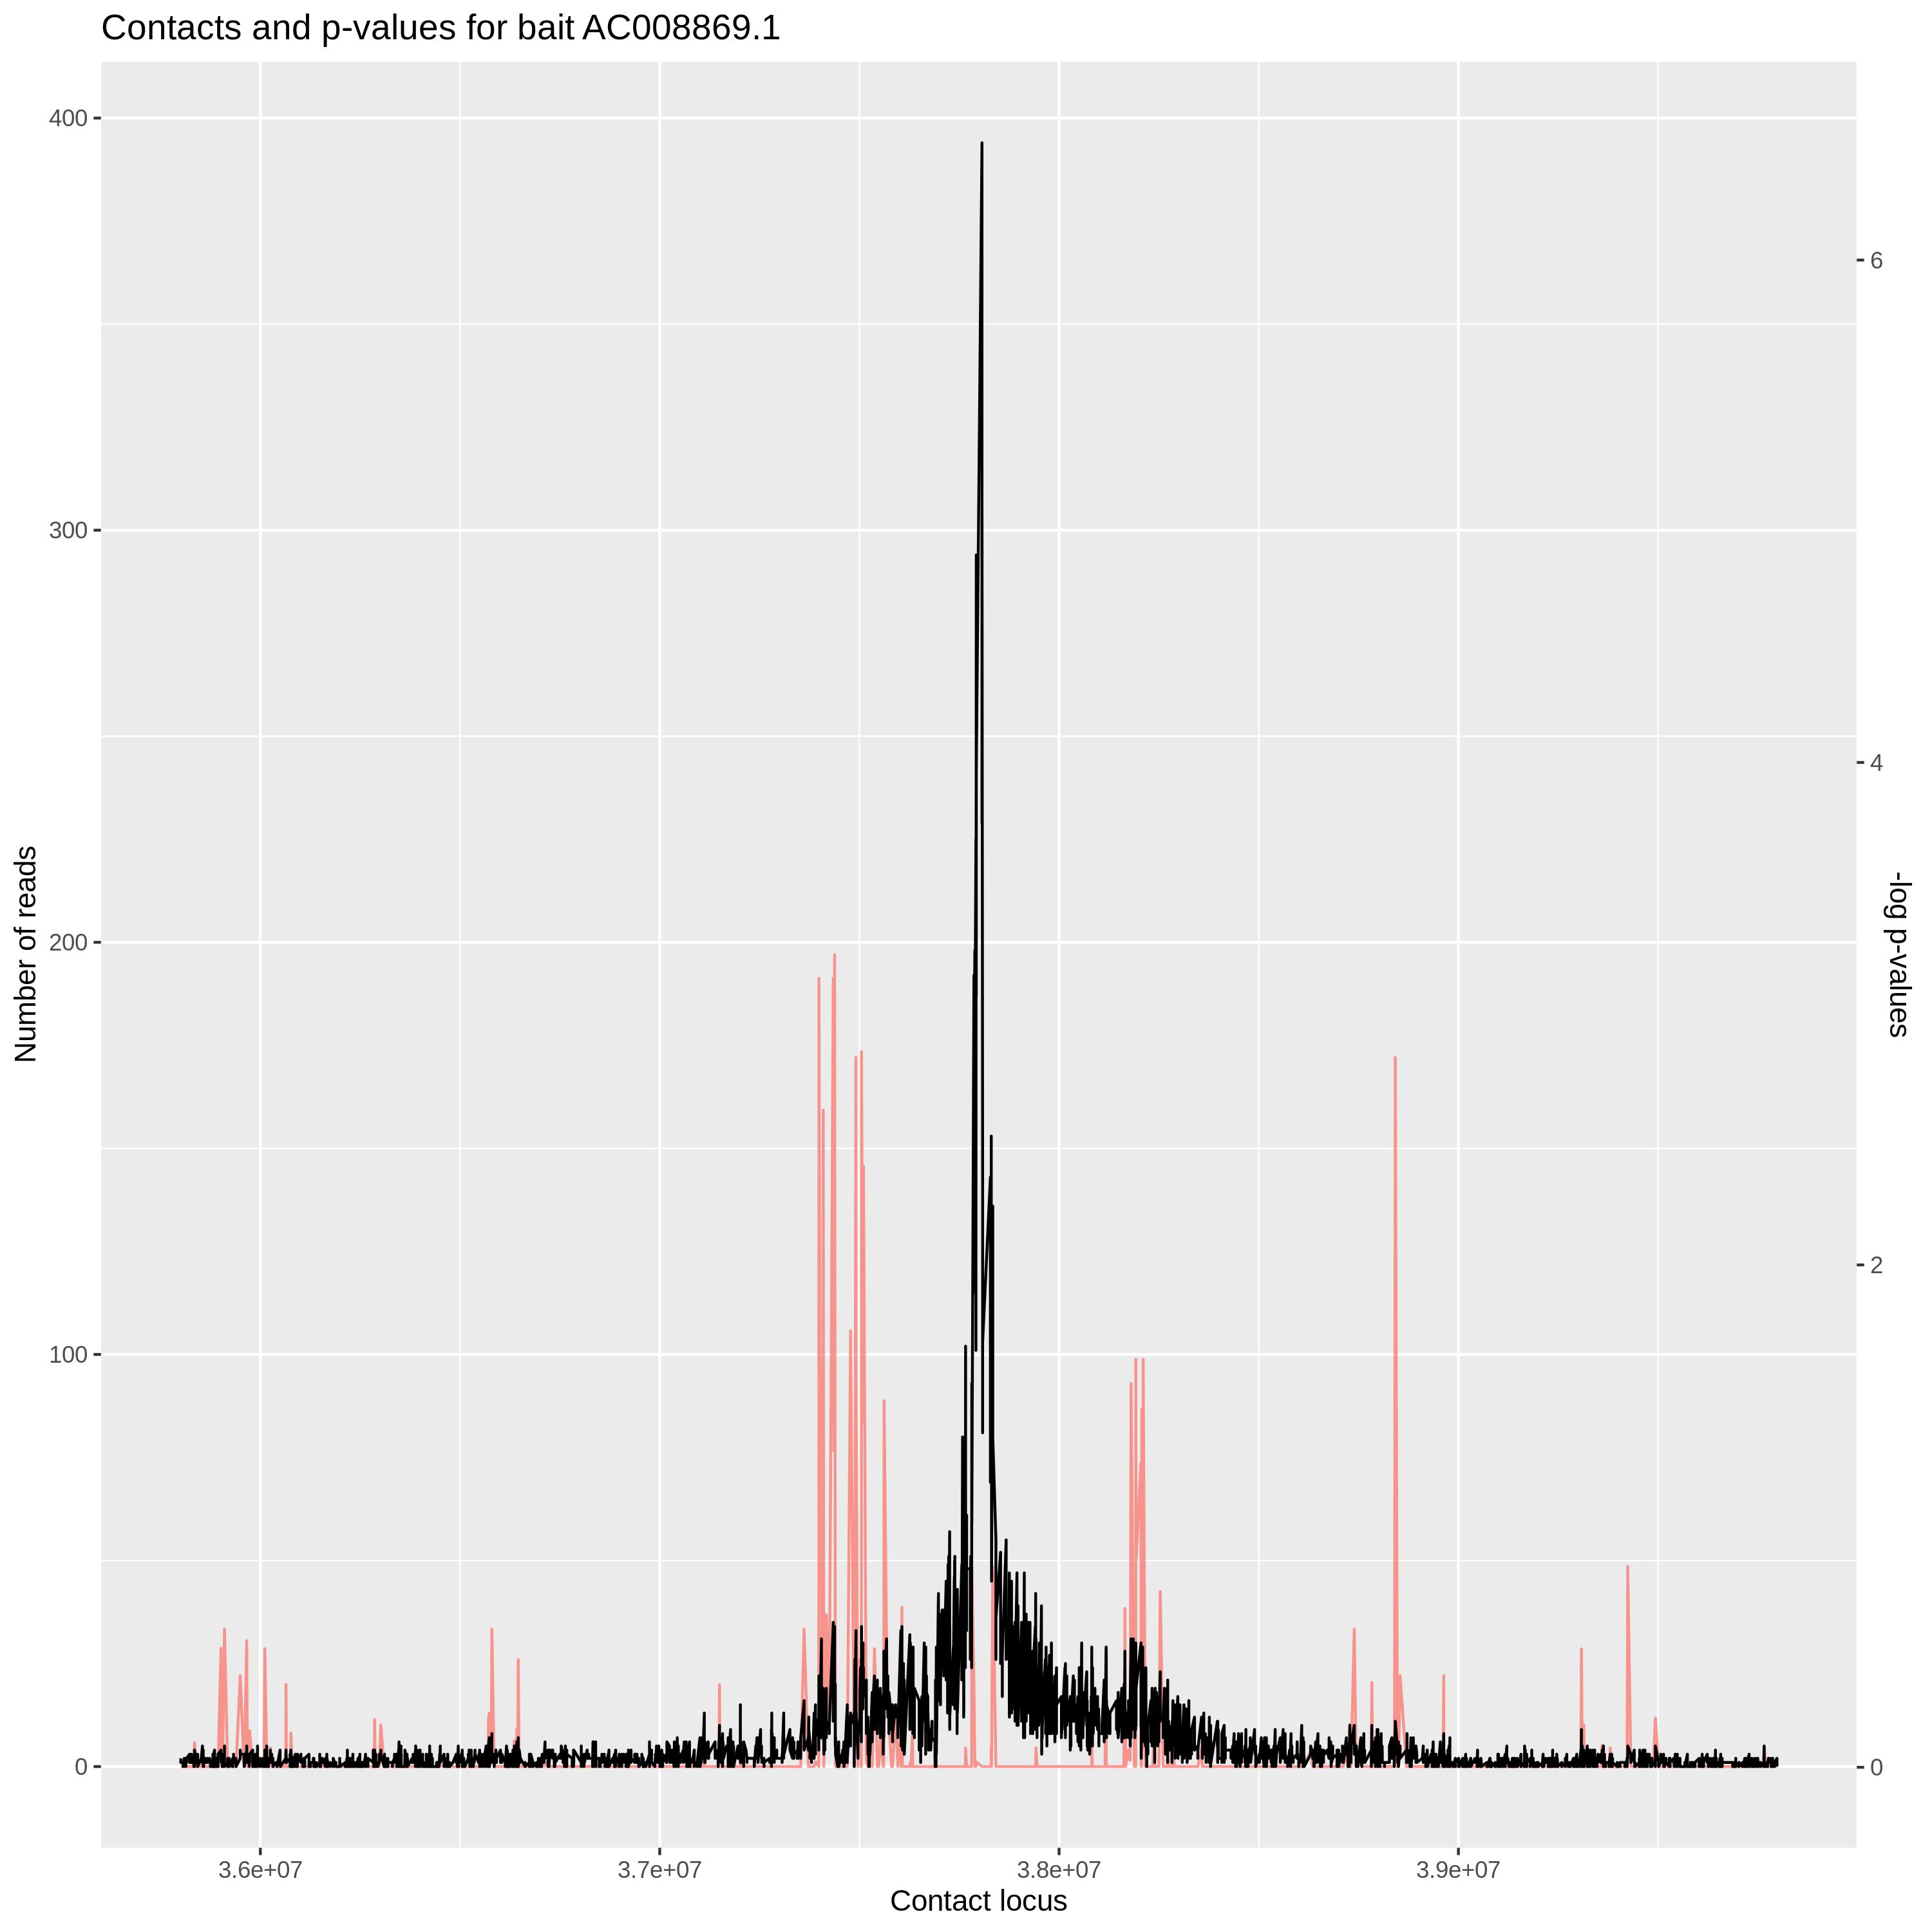 Contacts and p-values for bait AC008869.1
400
300
200
100
0
6
4
2
0
Number of reads
-log p-values
3.6e+07
3.7e+07
3.8e+07
3.9e+07
Contact locus